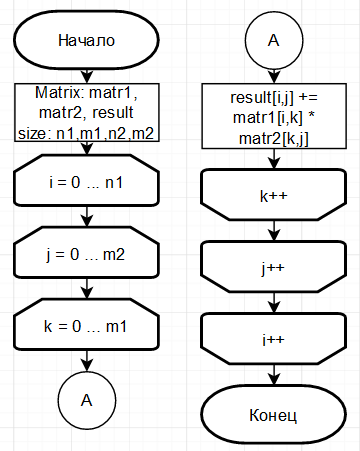 Начало
Matrix: matr1,
matr2, result
size: n1,m1,n2,m2
i = 0 ... n1
j = 0 ... m2
k = 0 ... m1
A
A
result[i,j] +=
matr1[i,k] *
matr2[k,j]
k++
j++
i++
Конец